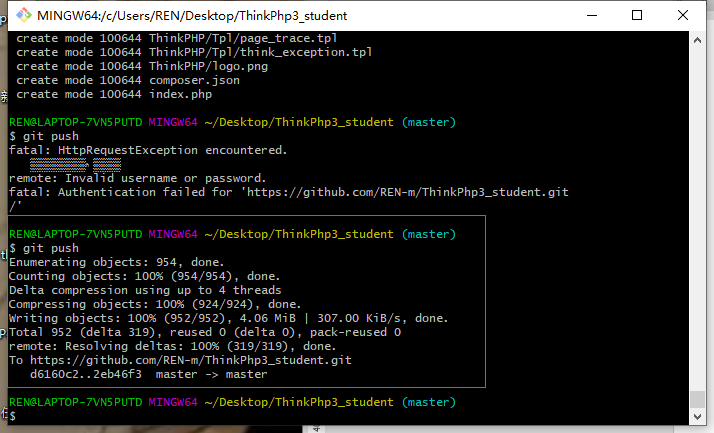 MINGW64:/c/Users/REN/Desktop/ThinkPhp3_student
create mode 100644 ThinkPHP/Tpl/page_trace.tpl
create mode 100644 ThinkPHP/Tpl/think_exception.tpl
create mode 100644 ThinkPHP/logo.png
create mode 100644 composer.json
create mode 100644 index.php
REN@LAPTOP-7VN5PUTD MINGW64 ~/Desktop/ThinkPhp3_student (master)
$ git push
fatal: HttpRequestException encountered.
remote: Invalid username or password.
fatal: Authentication failed for 'https://github.com/REN-m/ThinkPhp3_student.git
/'
REN@LAPTOP-7VN5PUTD MINGW64 ~/Desktop/ThinkPhp3_student (master)
$ git push
Enumerating objects: 954, done.
Counting objects: 100% (954/954), done.
Delta compression using up to 4 threads
Compressing objects: 100% (924/924), done.
Writing objects: 100% (952/952), 4.06 MiB | 307.00 KiB/s, done.
Total 952 (delta 319), reused 0 (delta 0), pack-reused 0
remote: Resolving deltas: 100% (319/319), done.
To https://github.com/REN-m/ThinkPhp3_student.git
d6160c2..2eb46f3  master -> master
REN@LAPTOP-7VN5PUTD MINGW64 ~/Desktop/ThinkPhp3_student (master)
$